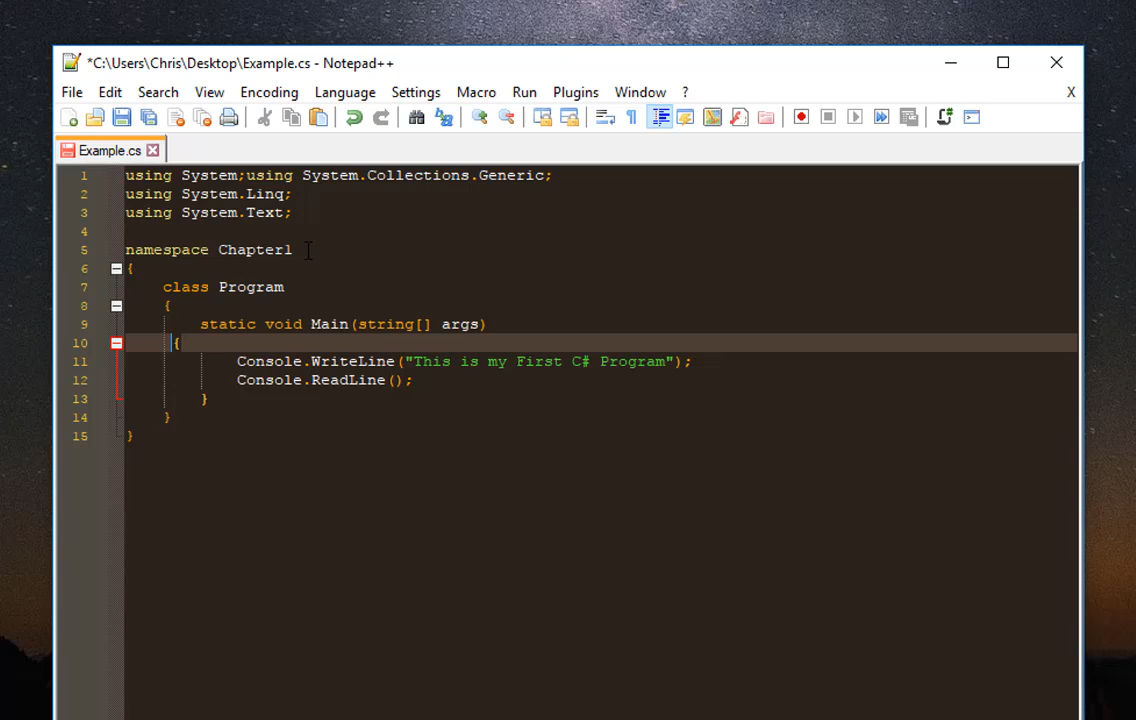 *C:\Users\Chris\Desktop\Example.cs - Notepad++
File Edit Search View Encoding Language Settings Macro Run Plugins Window ? X
Example.cs
1 using System;using System.Collections.Generic;
2 using System.Linq;
3 using System.Text;
4
5 namespace Chapter1
6 {
7 class Program
8 {
9 static void Main(string[] args)
10 {
11 Console.WriteLine("This is my First C# Program");
12 Console.ReadLine();
13 }
14 }
15 }